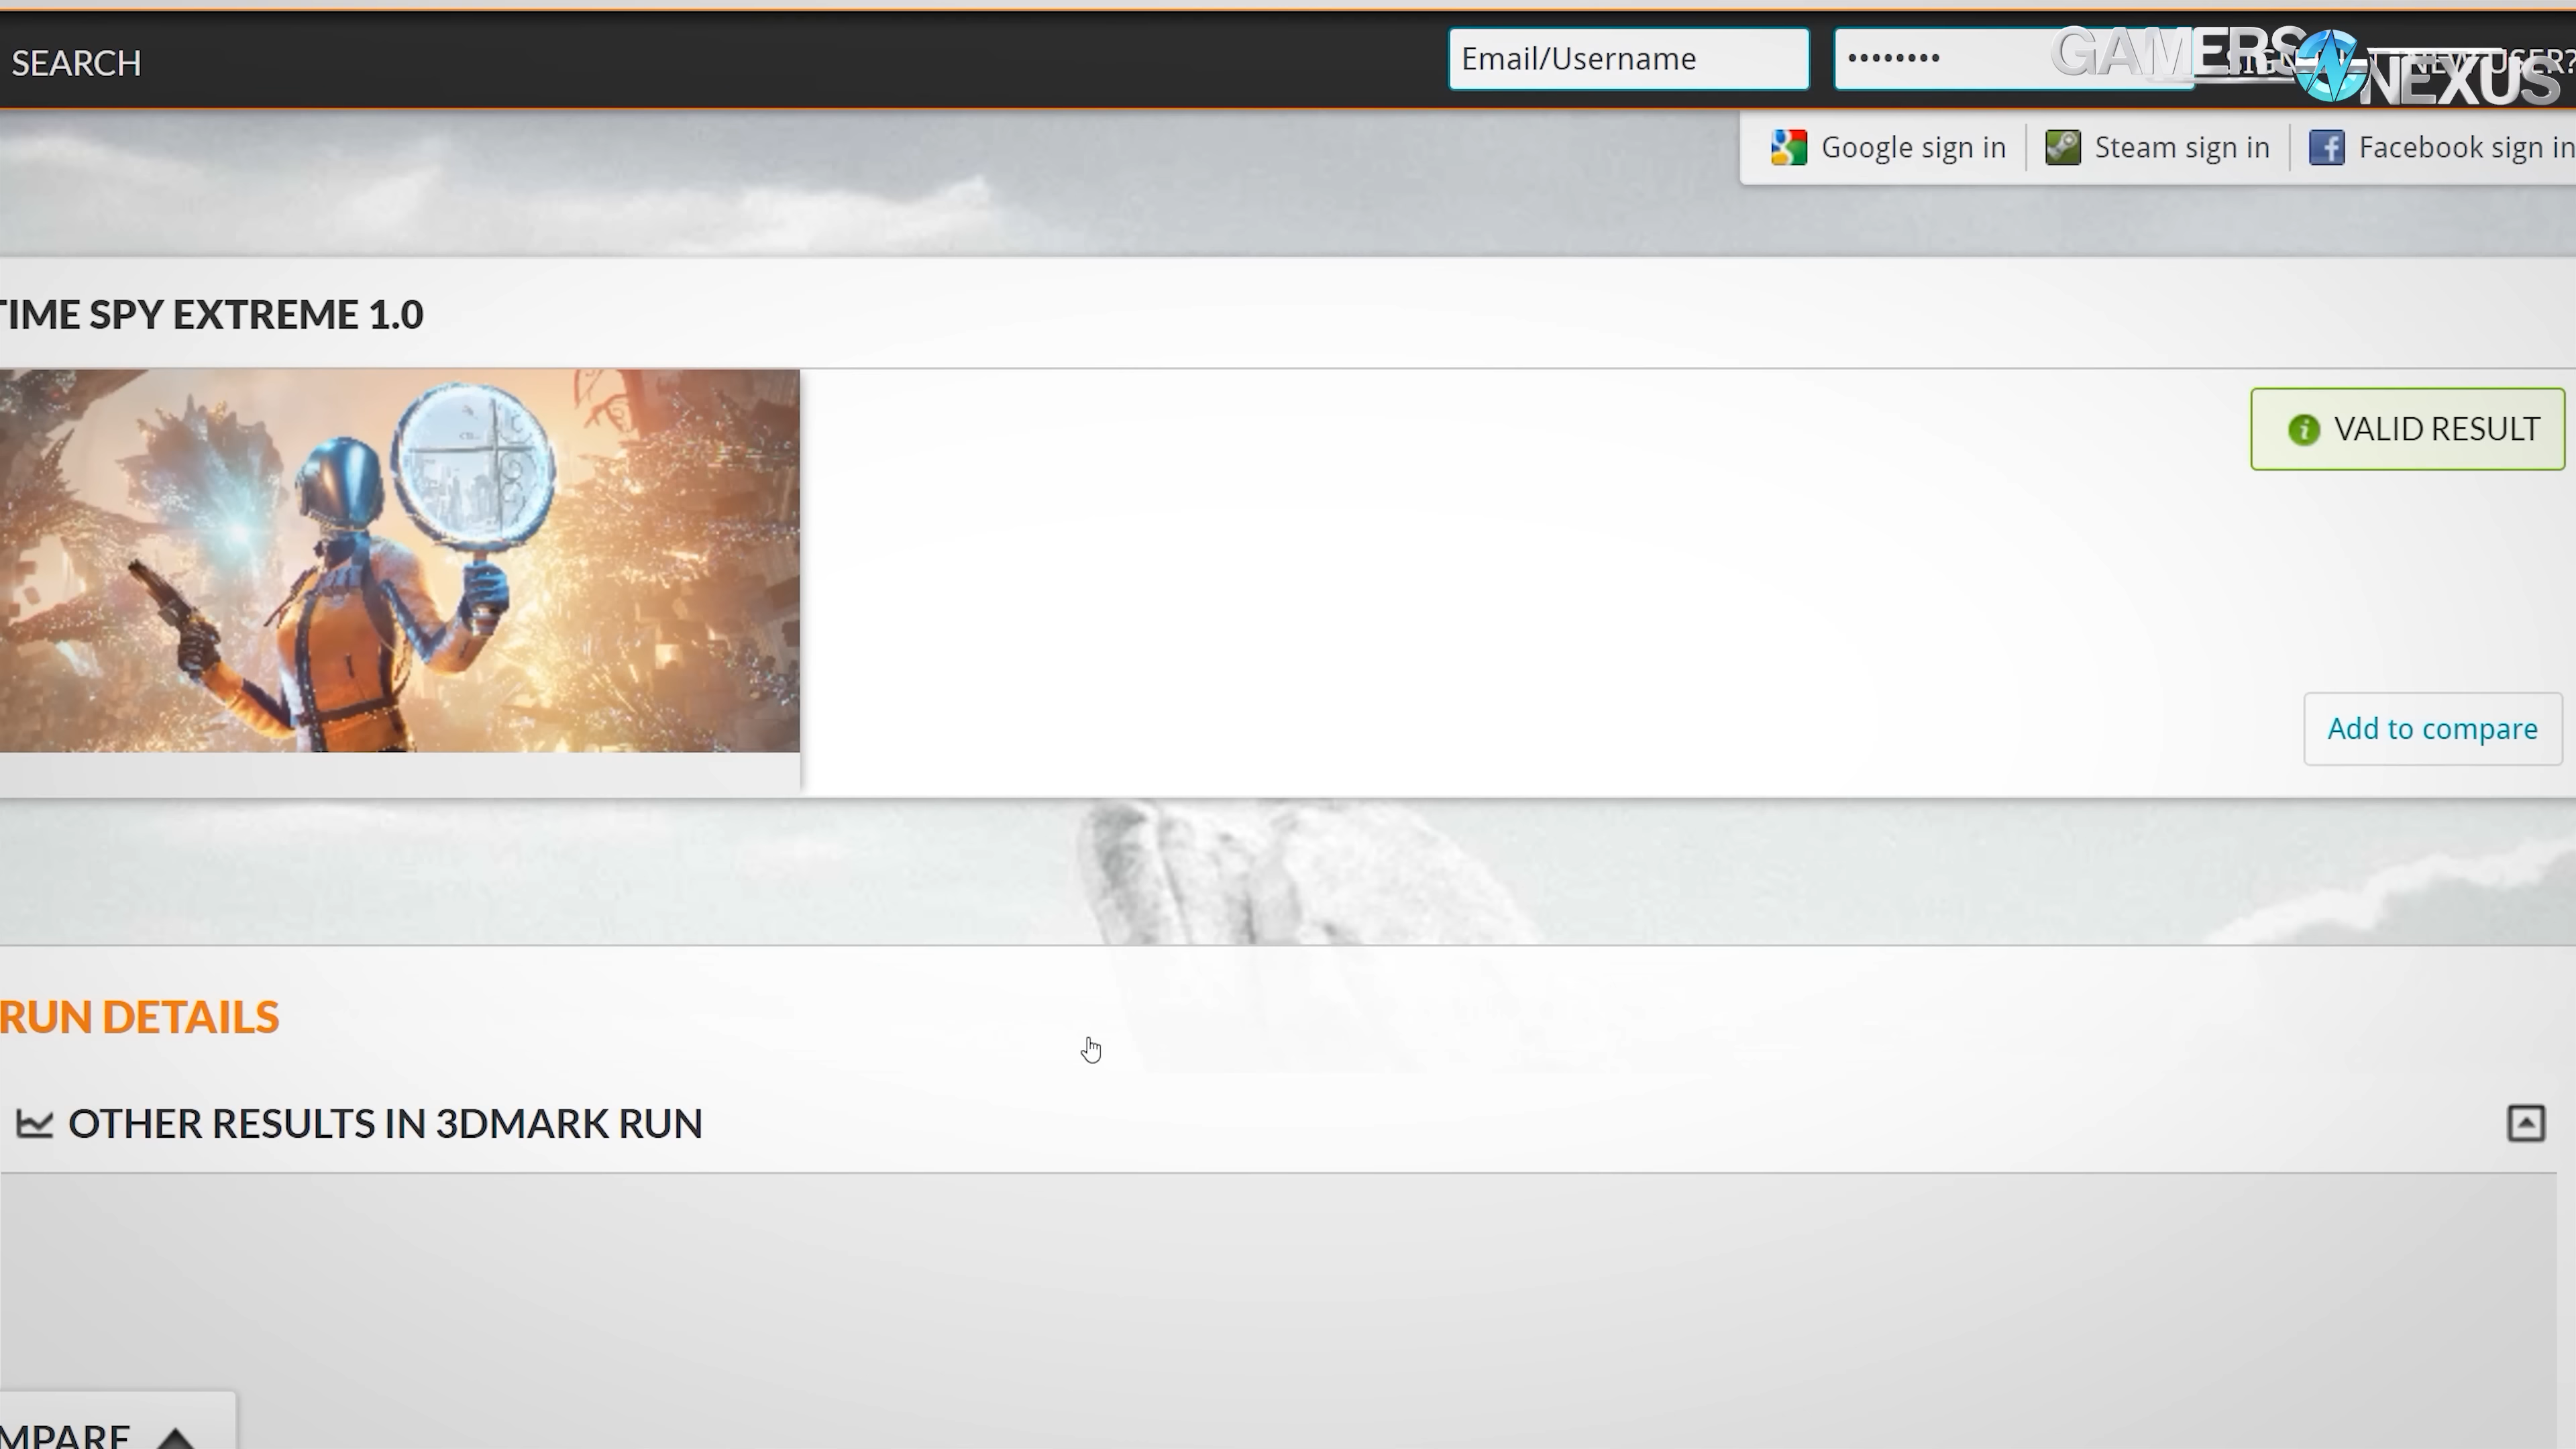 SEARCH
Email/Username
GAMERS NEXUS
Google sign in
Steam sign in
Facebook sign in
TIME SPY EXTREME 1.0
VALID RESULT
Add to compare
RUN DETAILS
OTHER RESULTS IN 3DMARK RUN
MPARE